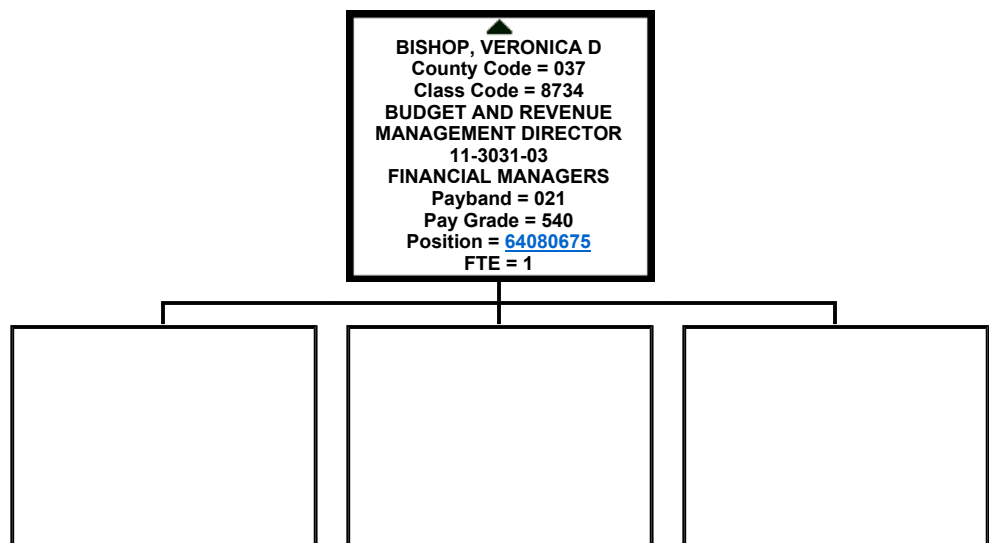 BISHOP, VERONICA D
County Code = 037
Class Code = 8734
BUDGET AND REVENUE
MANAGEMENT DIRECTOR
11-3031-03
FINANCIAL MANAGERS
Payband = 021
Pay Grade = 540
Position = 64080675
FTE = 1